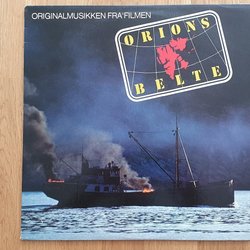 ORIGINALMUSIKKEN FRA FILMEN
ORIONS
BELTE